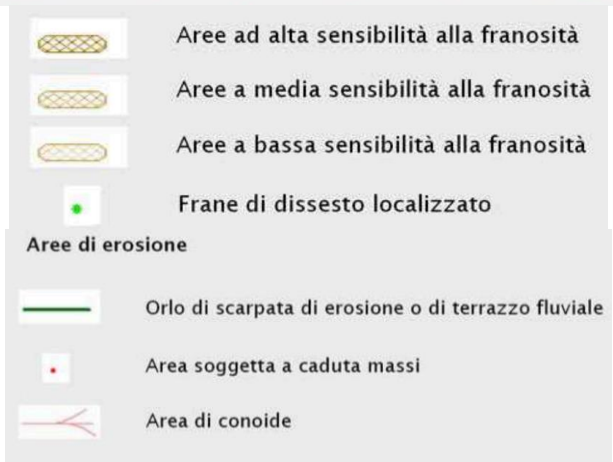 Aree ad alta sensibilità alla franosità
Aree a media sensibilità alla franosità
Aree a bassa sensibilità alla franosità
Frane di dissesto localizzato
Aree di erosione
Orlo di scarpata di erosione o di terrazzo fluviale
Area soggetta a caduta massi
Area di conoide